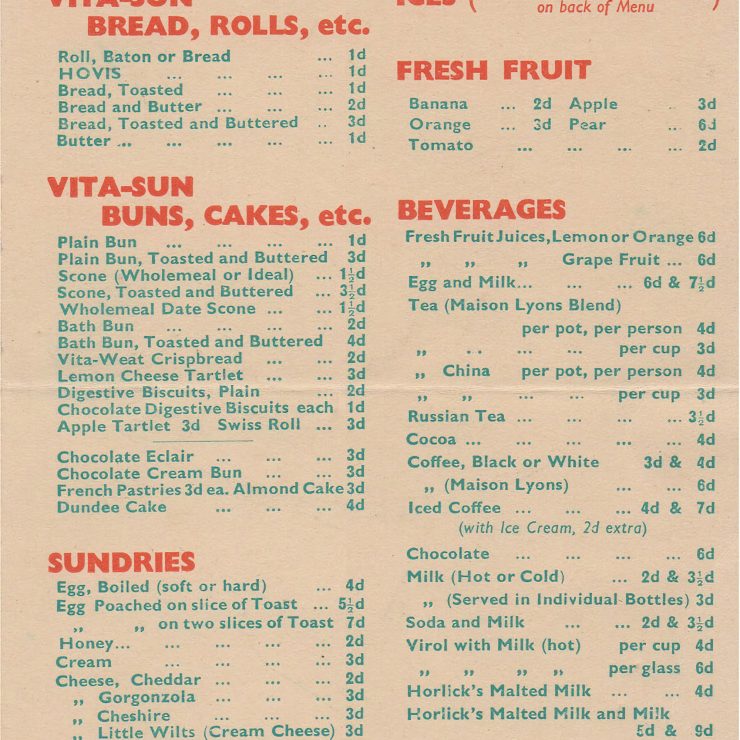 VITA-SUN
BREAD, ROLLS, etc.
Roll, Baton or Bread ... 1d
HOVIS ... ... ... ... 1d
Bread, Toasted ... ... 1d
Bread and Butter ... ... ... 2d
Bread, Toasted and Buttered .. 3d
Butter ... ... ... ... ... 1d
VITA-SUN
BUNS, CAKES, etc.
Plain Bun ... ... ... ... 1d
Plain Bun, Toasted and Buttered 3d
Scone (Wholemeal or Ideal) ... 1½d
Scone, Toasted and Buttered ... 3½d
Wholemeal Date Scone ... ... 1½d
Bath Bun ... ... ... ... 2d
Bath Bun, Toasted and Buttered 4d
Vita-Weat Crispbread ... ... 2d
Lemon Cheese Tartlet ... ... 3d
Digestive Biscuits, Plain ... 2d
Chocolate Digestive Biscuits each 1d
Apple Tartlet 3d Swiss Roll ... 3d
Chocolate Eclair ... ... ... 3d
Chocolate Cream Bun ... ... 3d
French Pastries 3d ea. Almond Cake 3d
Dundee Cake ... ... ... 4d
SUNDRIES
Egg, Boiled (soft or hard) ... 4d
Egg Poached on slice of Toast ... 5½d
„ „ on two slices of Toast 7d
Honey... ... ... ... ... 2d
Cream ... ... ... ... 3d
Cheese, Cheddar ... ... ... 2d
„ Gorgonzola ... ... ... 3d
„ Cheshire ... ... ... 3d
„ Little Wilts (Cream Cheese) 3d
ICES (
on back of Menu )
FRESH FRUIT
Banana ... 2d Apple ... 3d
Orange ... 3d Pear ... 6d
Tomato ... ... ... ... 2d
BEVERAGES
Fresh Fruit Juices, Lemon or Orange 6d
„ „ „ Grape Fruit ... 6d
Egg and Milk... ... ... 6d & 7½d
Tea (Maison Lyons Blend)
per pot, per person 4d
„ .. ... ... per cup 3d
„ China per pot, per person 4d
„ „ ... ... per cup 3d
Russian Tea ... ... ... ... 3½d
Cocoa ... ... ... ... ... 4d
Coffee, Black or White 3d & 4d
„ (Maison Lyons) ... ... 6d
Iced Coffee ... ... ... 4d & 7d
(with Ice Cream, 2d extra)
Chocolate ... ... ... ... 6d
Milk (Hot or Cold) ... 2d & 3½d
„ (Served in Individual Bottles) 3d
Soda and Milk ... ... 2d & 3½d
Virol with Milk (hot) per cup 4d
„ „ „ „ per glass 6d
Horlick's Malted Milk ... ... 4d
Horlick's Malted Milk and Milk
5d & 9d